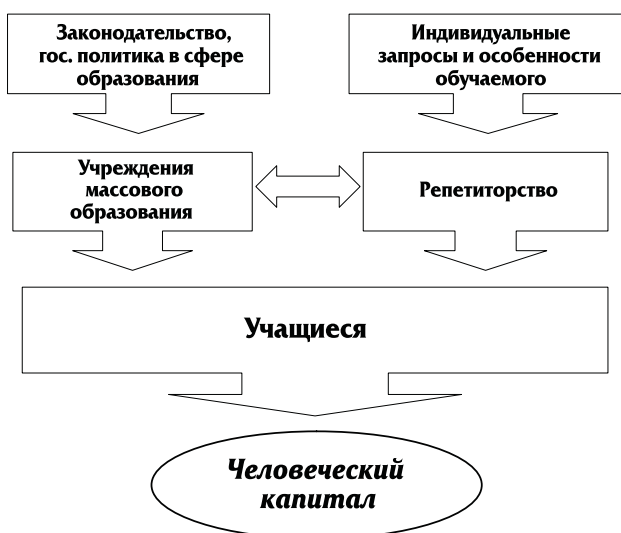 Законодательство,
гос. политика в сфере
образования
Индивидуальные
запросы и особенности
обучаемого
Учреждения
массового
образования
Репетиторство
Учащиеся
Человеческий
капитал